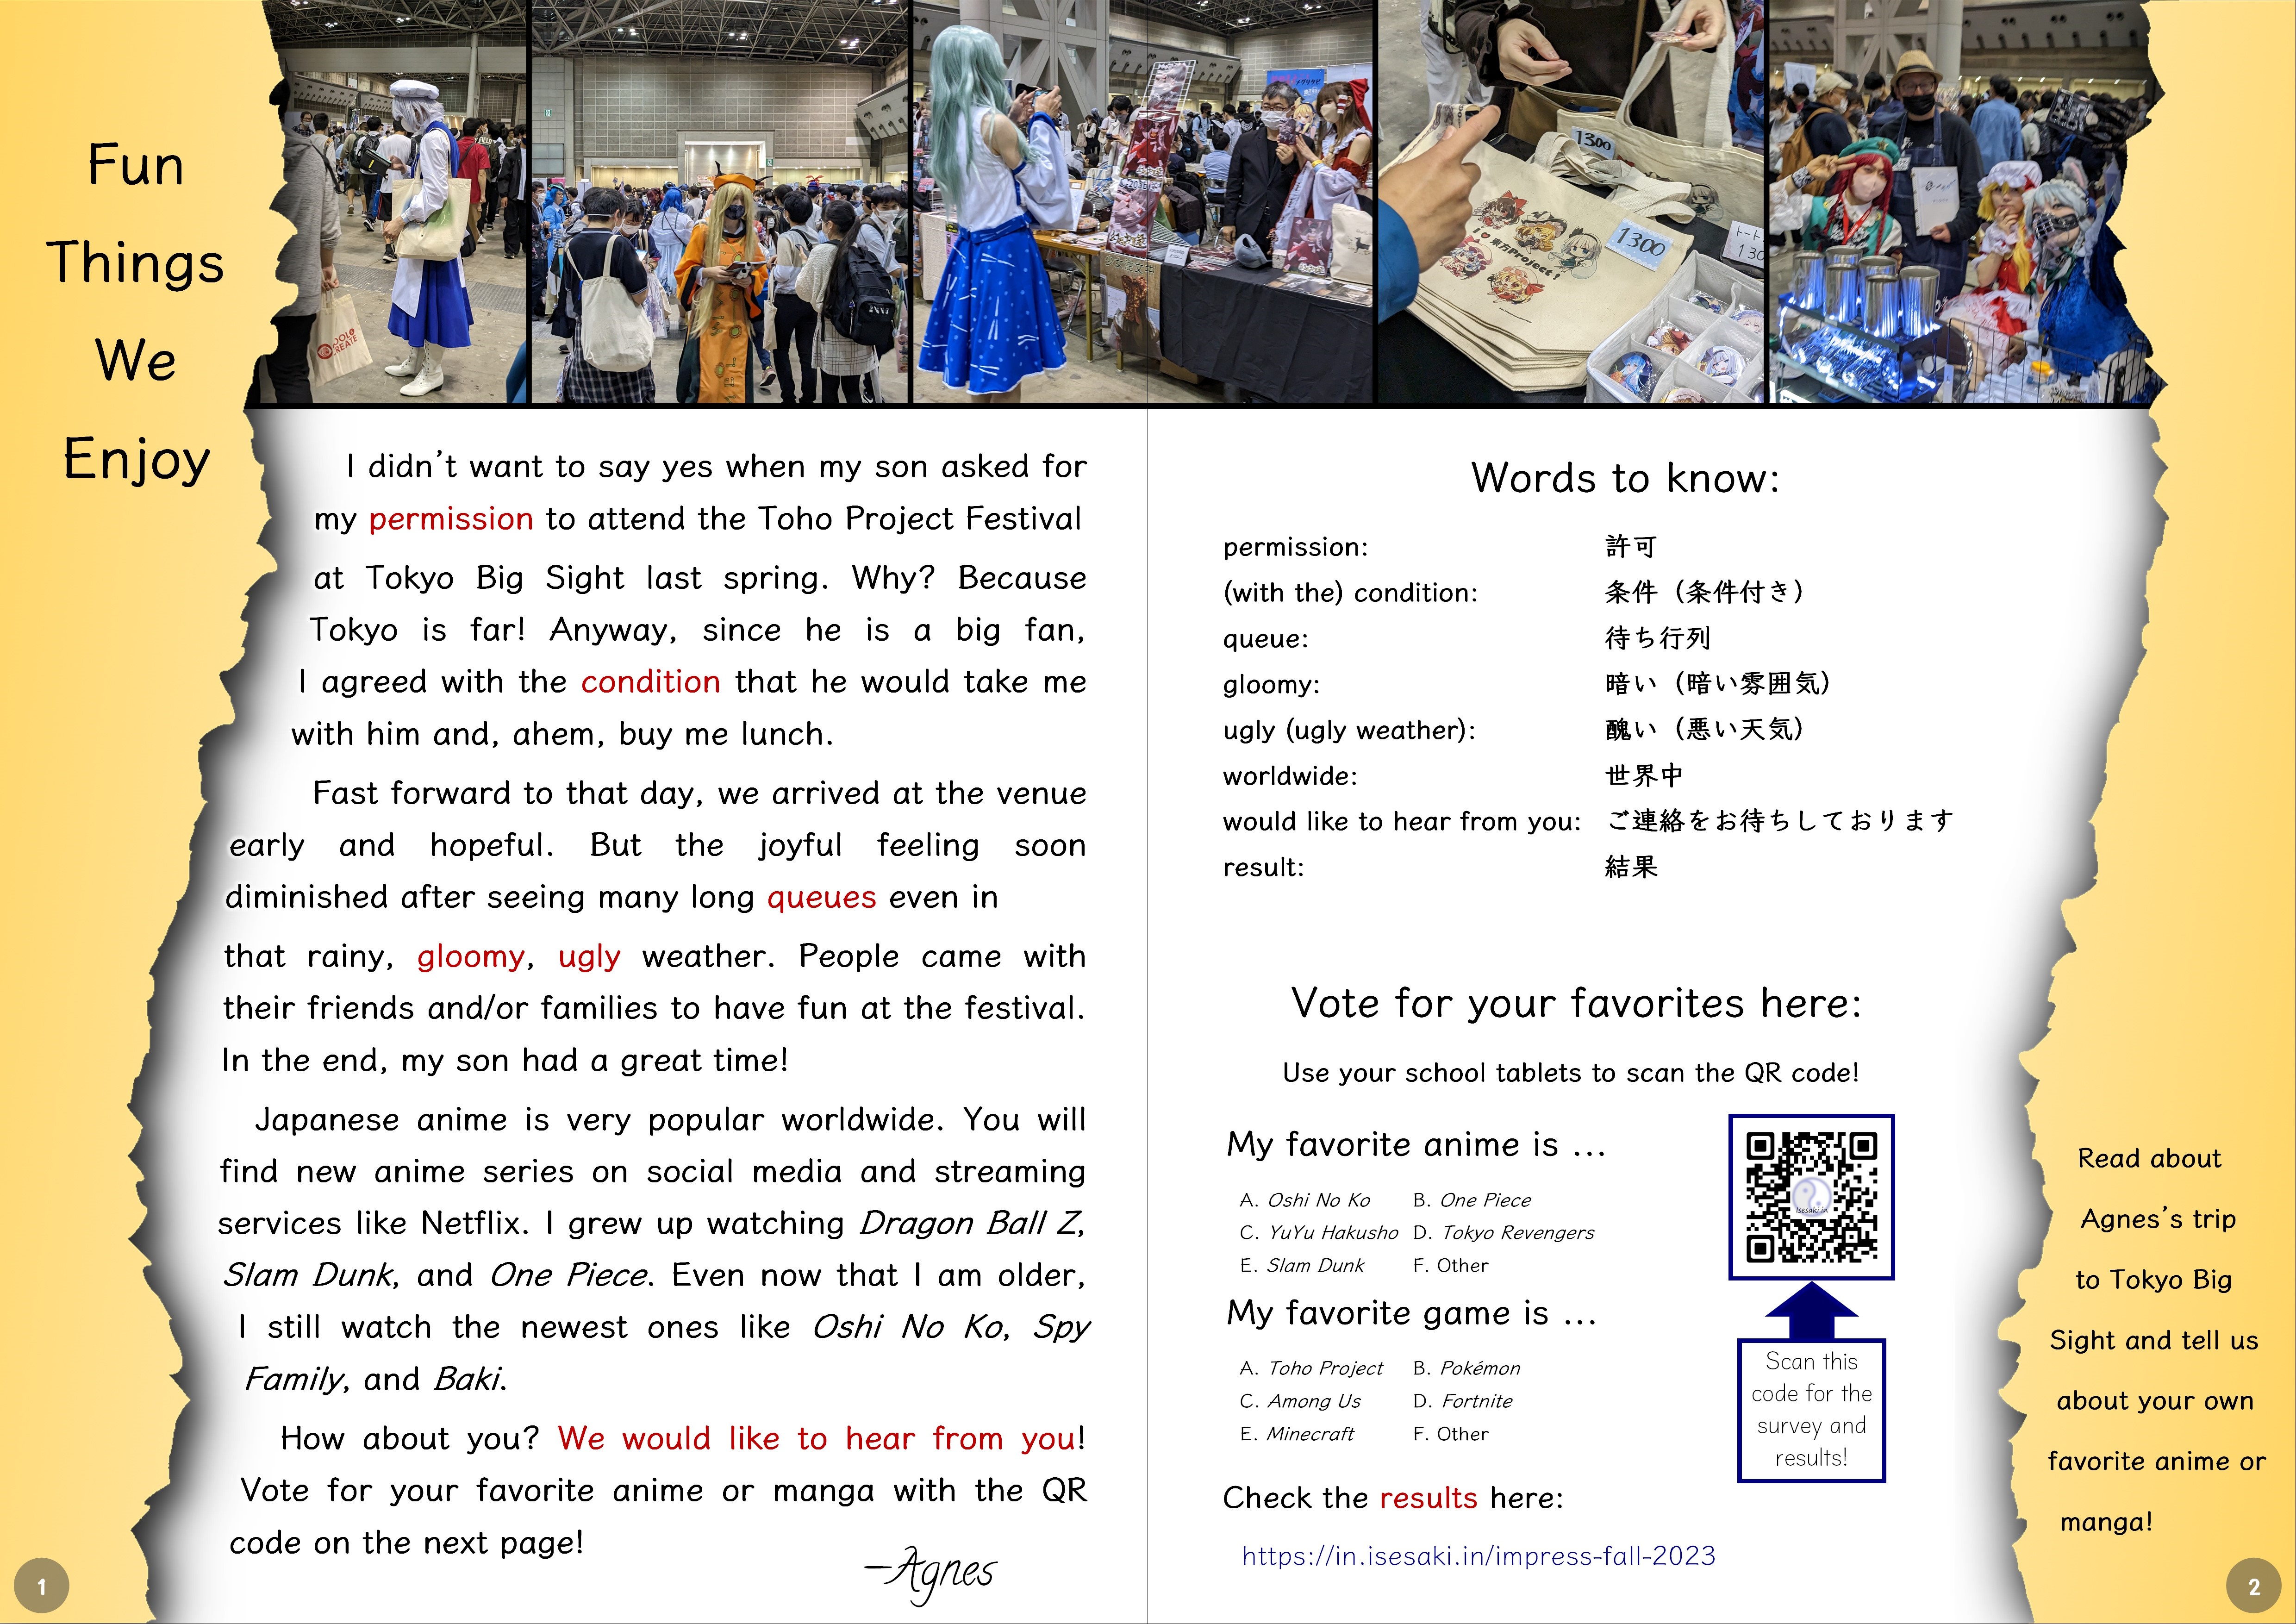 Fun
Things
We
Enjoy
1300
1300
I ♥ 東方PROJECT!
I didn't want to say yes when my son asked for
my permission to attend the Toho Project Festival
at Tokyo Big Sight last spring. Why? Because
Tokyo is far! Anyway, since he is a big fan,
I agreed with the condition that he would take me
with him and, ahem, buy me lunch.
Fast forward to that day, we arrived at the venue
early and hopeful. But the joyful feeling soon
diminished after seeing many long queues even in
that rainy, gloomy, ugly weather. People came with
their friends and/or families to have fun at the festival.
In the end, my son had a great time!
Japanese anime is very popular worldwide. You will
find new anime series on social media and streaming
services like Netflix. I grew up watching Dragon Ball Z,
Slam Dunk, and One Piece. Even now that I am older,
I still watch the newest ones like Oshi No Ko, Spy
Family, and Baki.
How about you? We would like to hear from you!
Vote for your favorite anime or manga with the QR
code on the next page!
—Agnes
1
Words to know:
permission: 許可
(with the) condition: 条件（条件付き）
queue: 待ち行列
gloomy: 暗い（暗い雰囲気）
ugly (ugly weather): 醜い（悪い天気）
worldwide: 世界中
would like to hear from you: ご連絡をお待ちしております
result: 結果
Vote for your favorites here:
Use your school tablets to scan the QR code!
My favorite anime is ...
A. Oshi No Ko B. One Piece
C. YuYu Hakusho D. Tokyo Revengers
E. Slam Dunk F. Other
My favorite game is ...
A. Toho Project B. Pokémon
C. Among Us D. Fortnite
E. Minecraft F. Other
Isesaki.in
Scan this
code for the
survey and
results!
Check the results here:
https://in.isesaki.in/impress-fall-2023
Read about
Agnes's trip
to Tokyo Big
Sight and tell us
about your own
favorite anime or
manga!
2